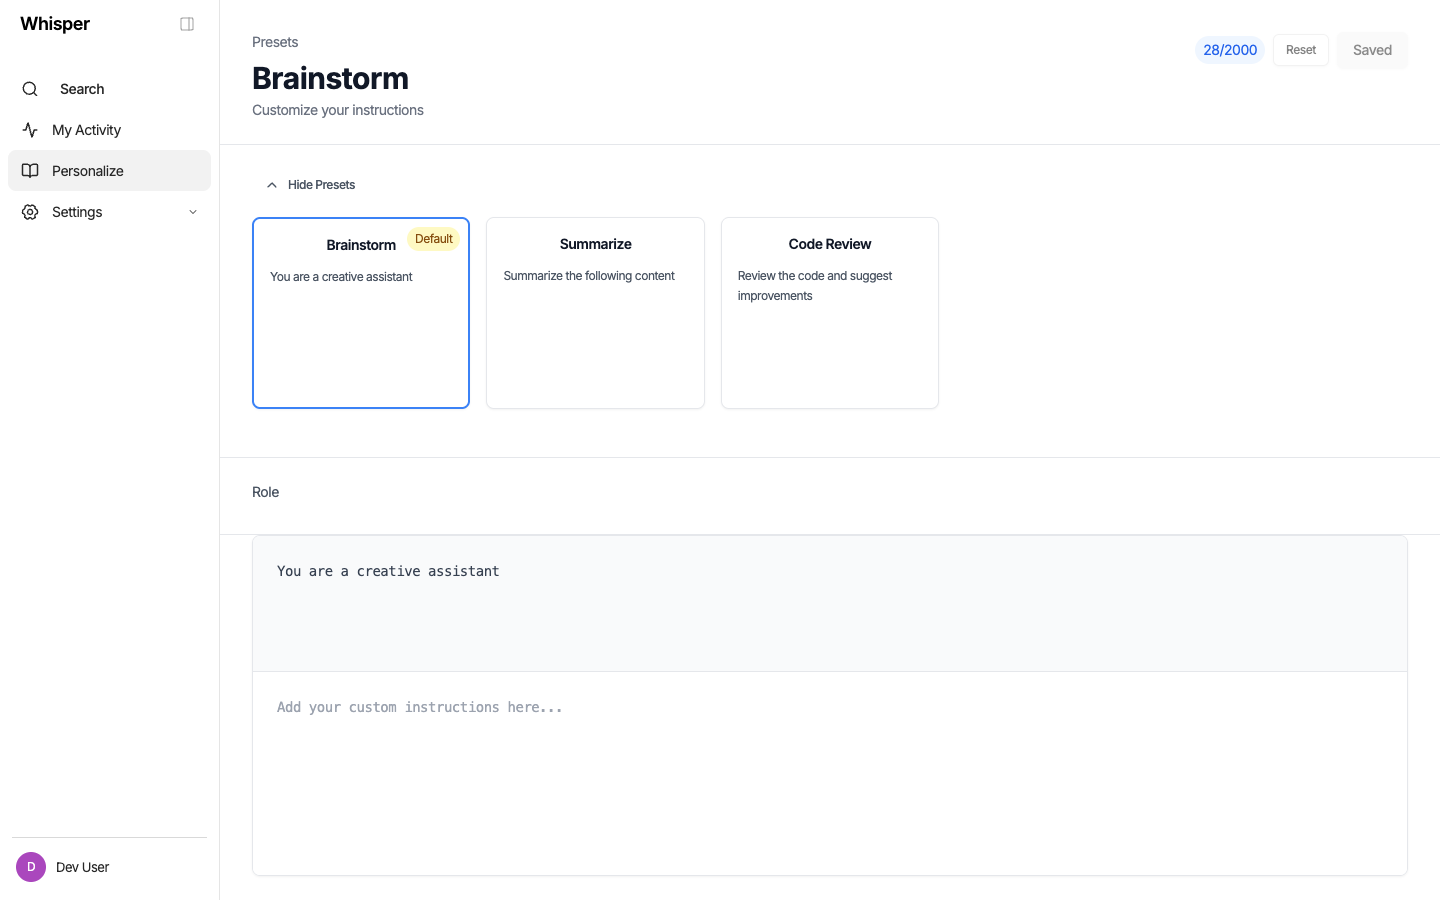 Whisper
Search
My Activity
Personalize
Settings
D
Dev User
Presets
Brainstorm
Customize your instructions
28/2000
Reset
Saved
Hide Presets
Brainstorm
Default
You are a creative assistant
Summarize
Summarize the following content
Code Review
Review the code and suggest
improvements
Role
You are a creative assistant
Add your custom instructions here...